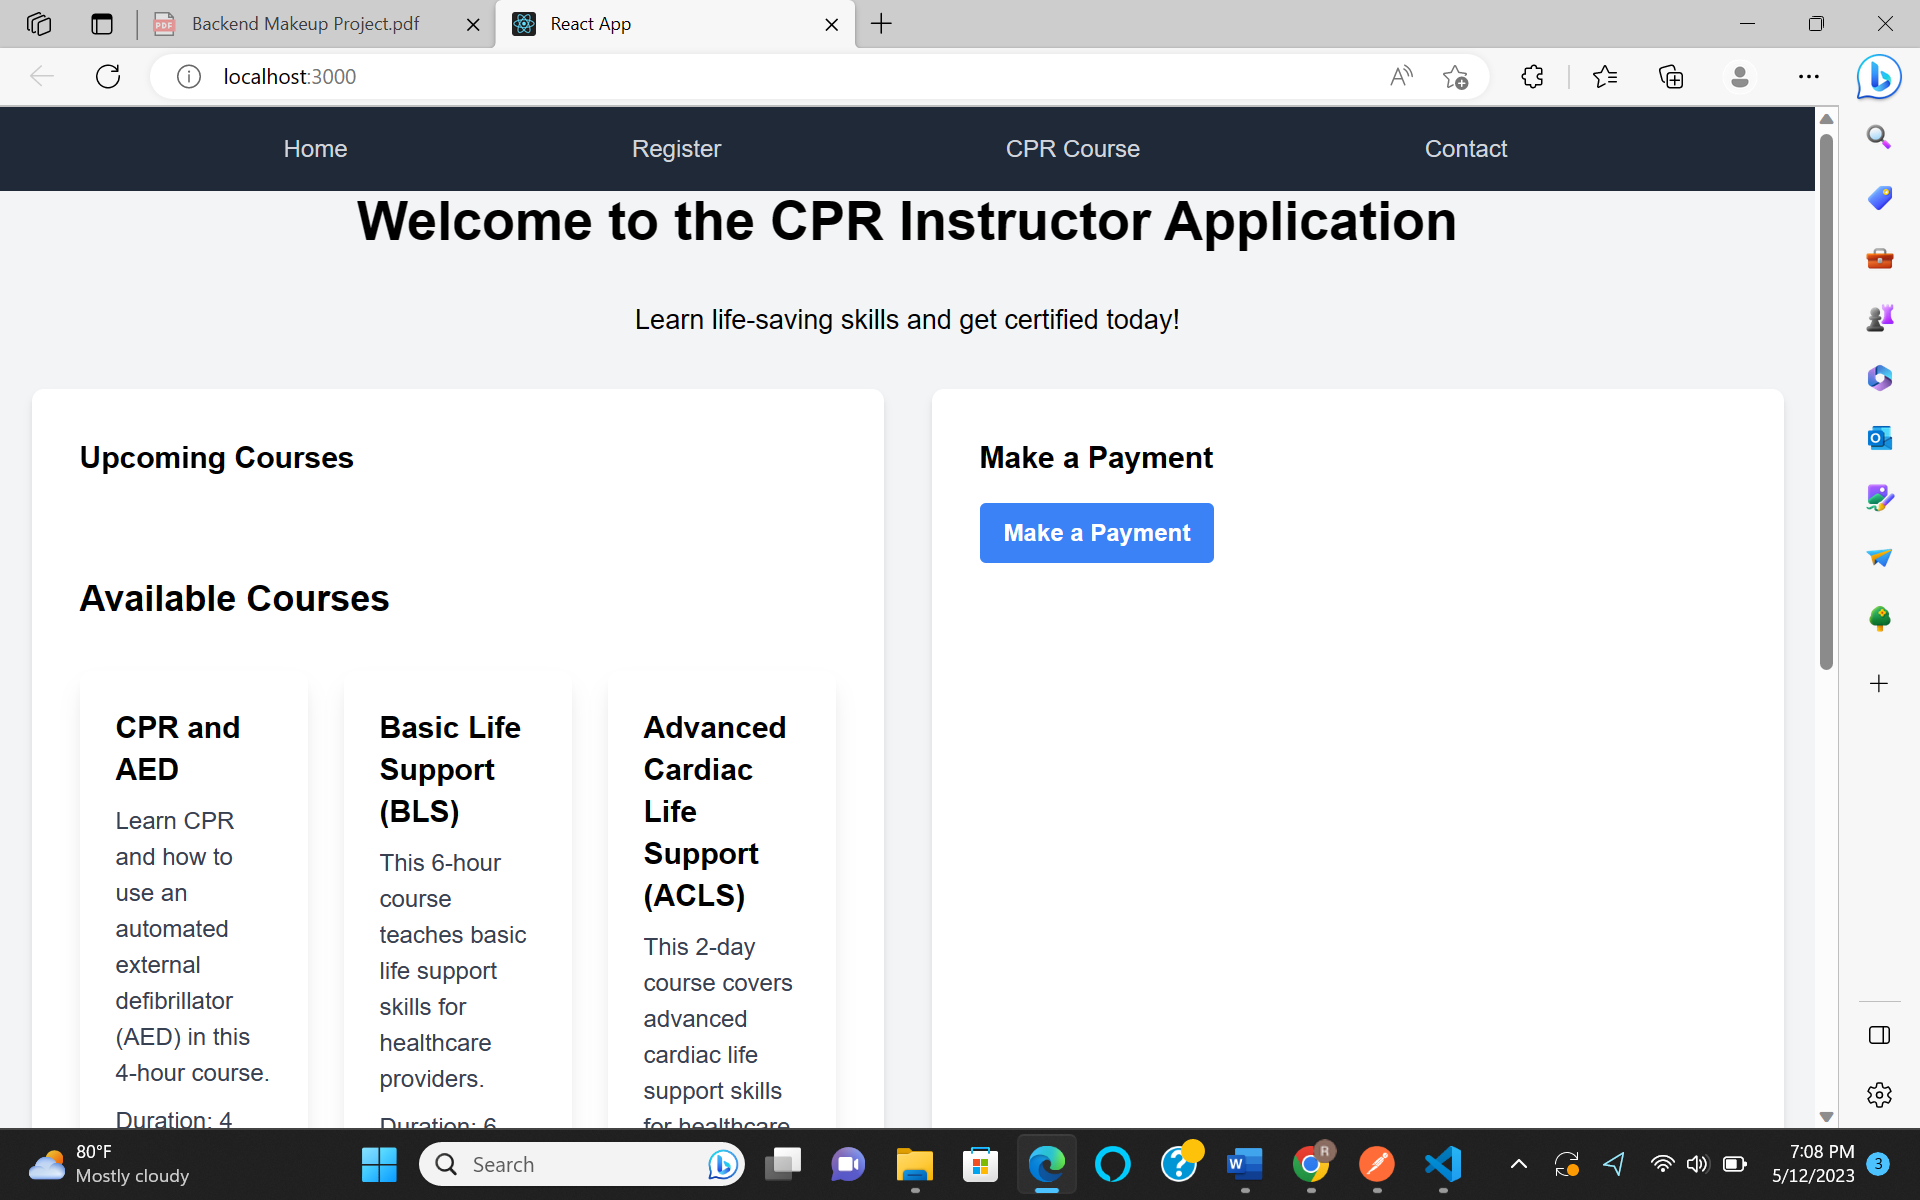 Backend Makeup Project.pdf
React App
localhost:3000
Home
Register
CPR Course
Contact
Welcome to the CPR Instructor Application
Learn life-saving skills and get certified today!
Upcoming Courses
Available Courses
CPR and
AED
Learn CPR
and how to
use an
automated
external
defibrillator
(AED) in this
4-hour course.
Duration: 4
Basic Life
Support
(BLS)
This 6-hour
course
teaches basic
life support
skills for
healthcare
providers.
Duration: 6
Advanced
Cardiac
Life
Support
(ACLS)
This 2-day
course covers
advanced
cardiac life
support skills
for healthcare
Make a Payment
Make a Payment
80°F
Mostly cloudy
Search
7:08 PM
5/12/2023
3